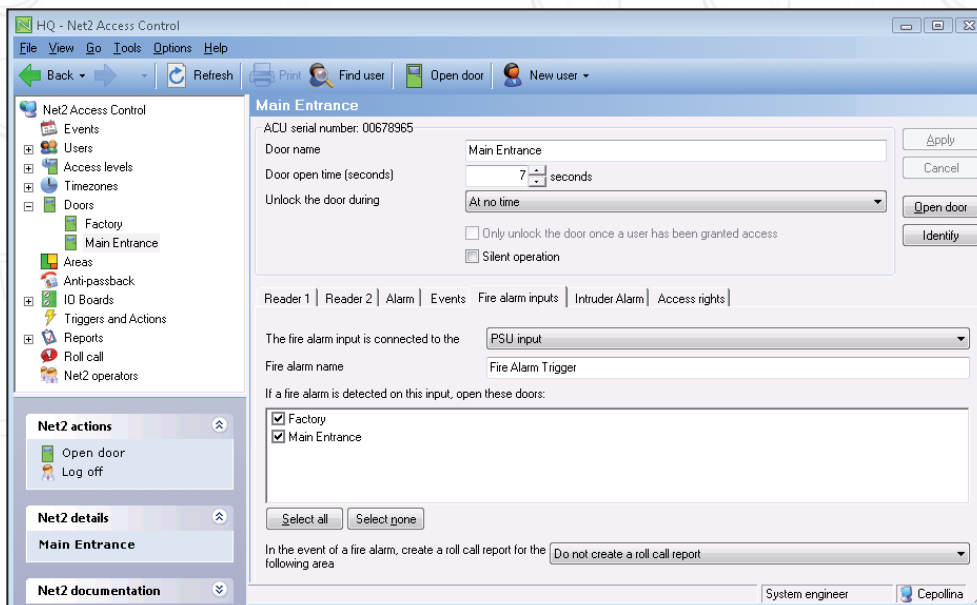 HQ - Net2 Access Control
File View Go Tools Options Help
Back Refresh Print Find user Open door New user
Net2 Access Control
Events
Users
Access levels
Timezones
Doors
Factory
Main Entrance
Areas
Anti-passback
IO Boards
Triggers and Actions
Reports
Roll call
Net2 operators
Net2 actions
Open door
Log off
Net2 details
Main Entrance
Net2 documentation
Main Entrance
ACU serial number: 00678965
Door name Main Entrance
Door open time (seconds) 7 seconds
Unlock the door during At no time
Only unlock the door once a user has been granted access
Silent operation
Apply
Cancel
Open door
Identify
Reader 1 Reader 2 Alarm Events Fire alarm inputs Intruder Alarm Access rights
The fire alarm input is connected to the PSU input
Fire alarm name Fire Alarm Trigger
If a fire alarm is detected on this input, open these doors:
Factory
Main Entrance
Select all Select none
In the event of a fire alarm, create a roll call report for the Do not create a roll call report
following area
System engineer Cepollina